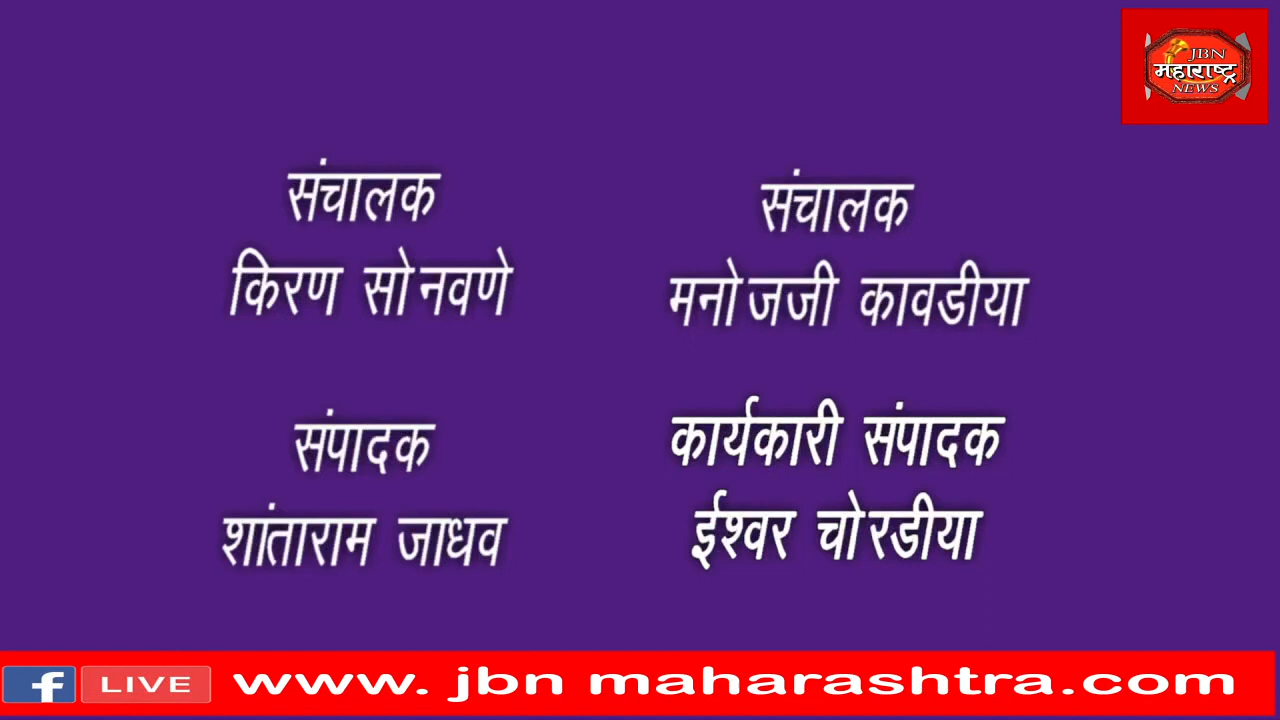 JBN
महाराष्ट्र
NEWS
संचालक
किरण सोनवणे
संचालक
मनोजजी कावडीया
संपादक
शांताराम जाधव
कार्यकारी संपादक
ईश्वर चोरडीया
f LIVE www. jbn maharashtra.com